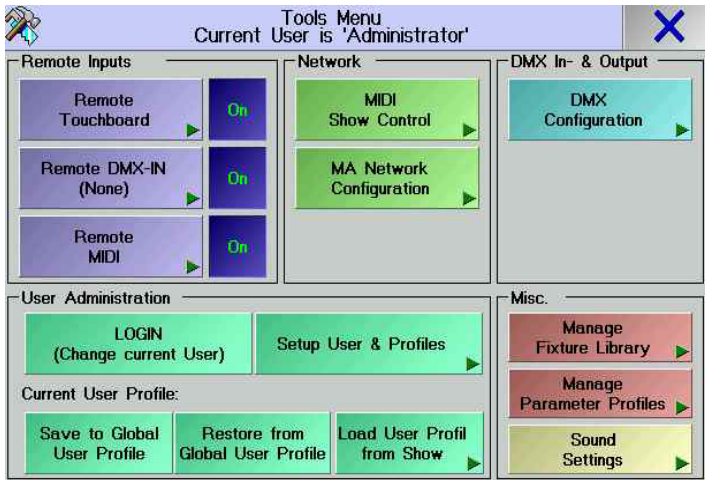 Tools Menu
Current User is 'Administrator'
Remote Inputs
Remote
Touchboard
On
Remote DMX-IN
(None)
On
Remote
MIDI
On
Network
MIDI
Show Control
MA Network
Configuration
DMX In- & Output
DMX
Configuration
User Administration
LOGIN
(Change current User)
Setup User & Profiles
Current User Profile:
Save to Global
User Profile
Restore from
Global User Profile
Load User Profil
from Show
Misc.
Manage
Fixture Library
Manage
Parameter Profiles
Sound
Settings